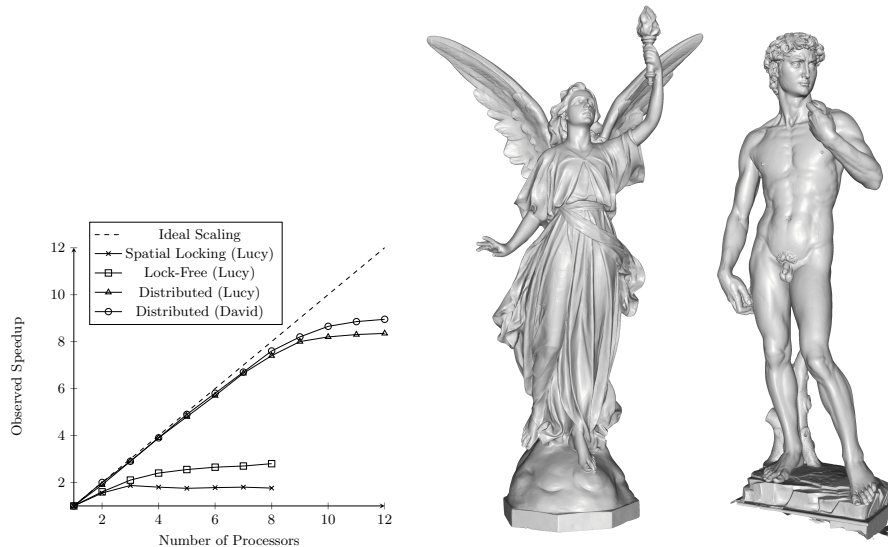 12
10
8
6
4
2
2
4
6
8
10
12
Observed Speedup
Number of Processors
Ideal Scaling
Spatial Locking (Lucy)
Lock-Free (Lucy)
Distributed (Lucy)
Distributed (David)